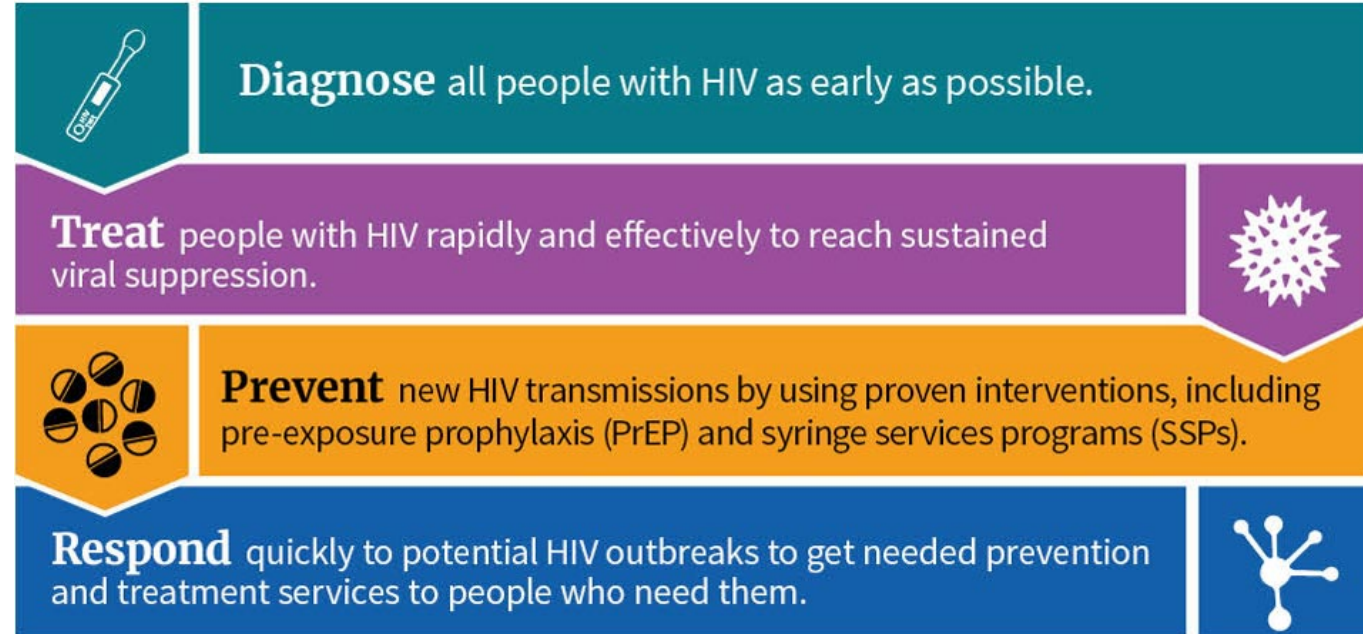 Diagnose all people with HIV as early as possible.
Treat people with HIV rapidly and effectively to reach sustained
viral suppression.
Prevent new HIV transmissions by using proven interventions, including
pre-exposure prophylaxis (PrEP) and syringe services programs (SSPs).
Respond quickly to potential HIV outbreaks to get needed prevention
and treatment services to people who need them.